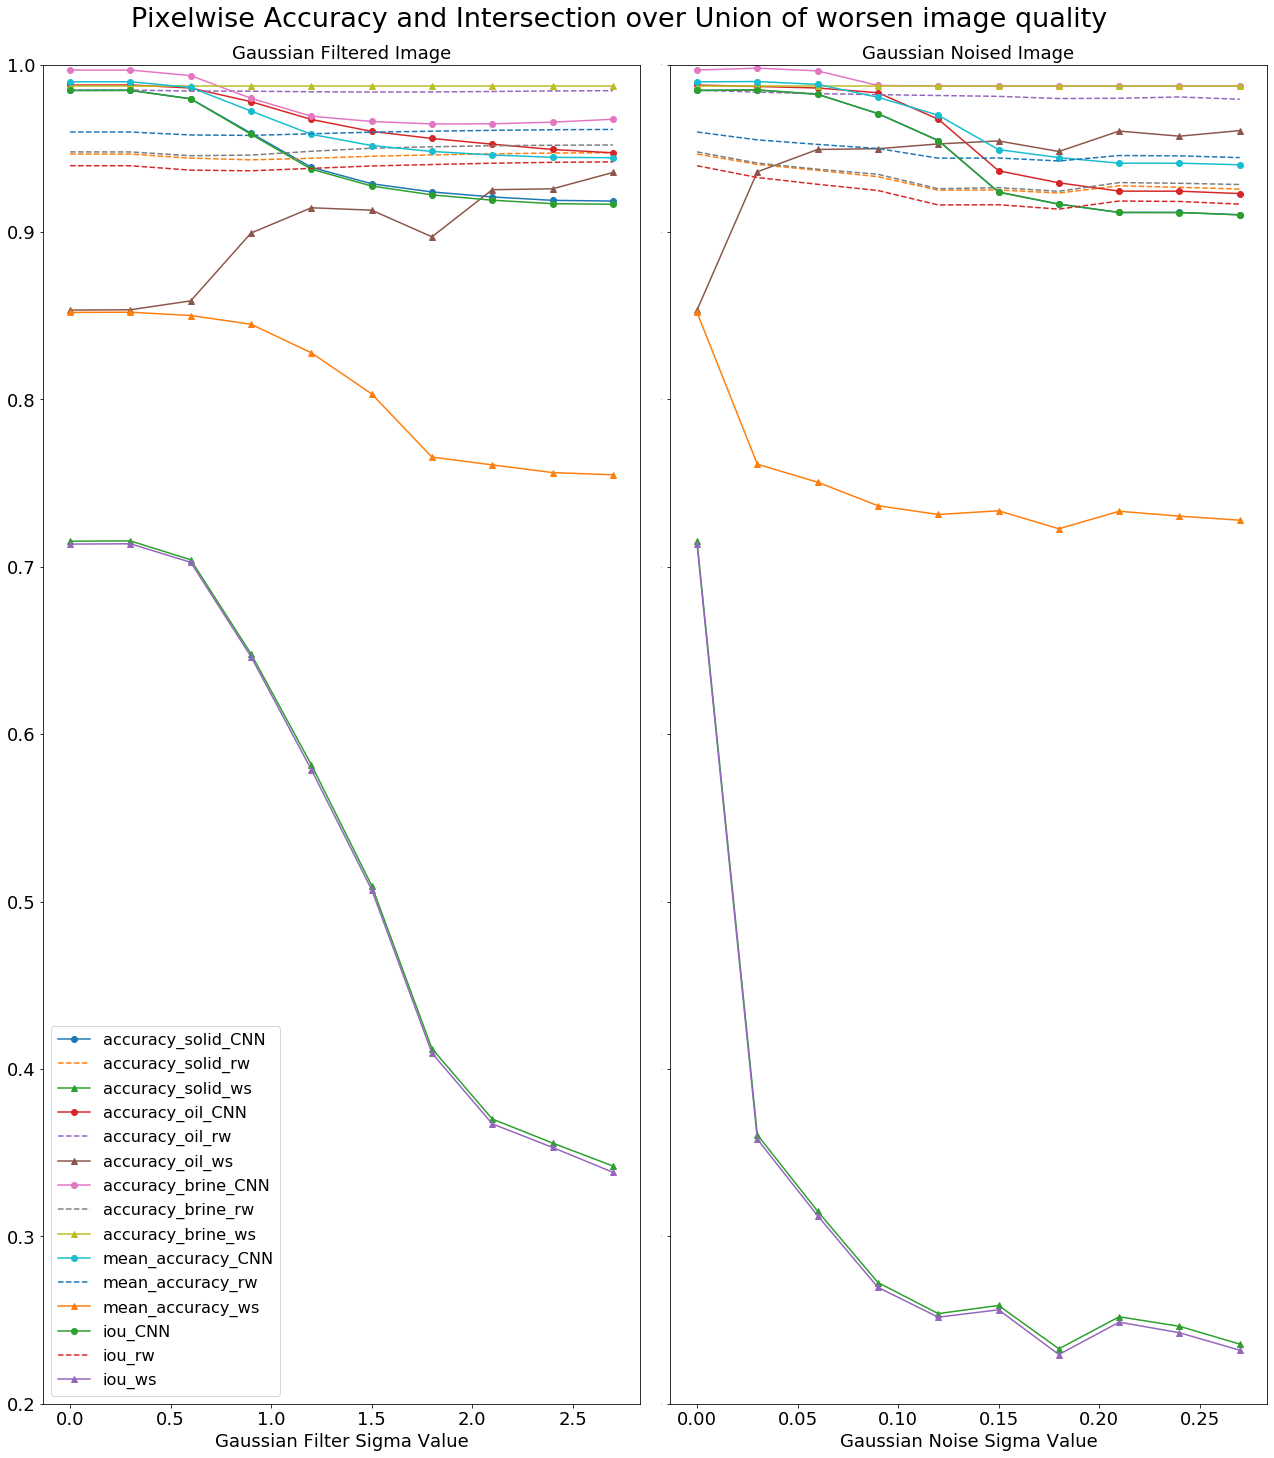 Pixelwise Accuracy and Intersection over Union of worsen image quality
Gaussian Filtered Image
1.0
0.9
0.8
0.7
0.6
0.5
0.4
0.3
0.2
accuracy_solid_CNN
accuracy_solid_rw
accuracy_solid_ws
accuracy_oil_CNN
accuracy_oil_rw
accuracy_oil_ws
accuracy_brine_CNN
accuracy_brine_rw
accuracy_brine_ws
mean_accuracy_CNN
mean_accuracy_rw
mean_accuracy_ws
iou_CNN
iou_rw
iou_ws
0.0 0.5 1.0 1.5 2.0 2.5
Gaussian Filter Sigma Value
Gaussian Noised Image
0.00 0.05 0.10 0.15 0.20 0.25
Gaussian Noise Sigma Value